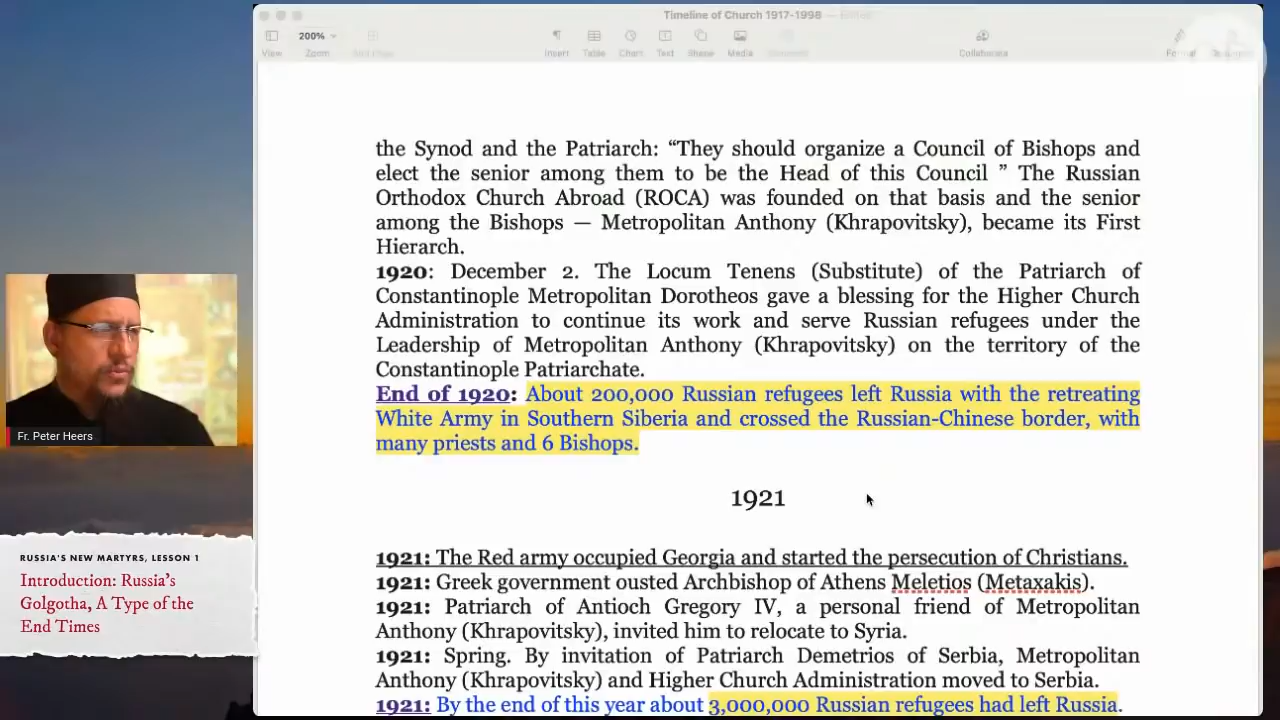 Timeline of Church 1917-1998
200%
View
Zoom
Insert
Table
Chart
Text
Shape
Media
Collaborate
the Synod and the Patriarch: “They should organize a Council of Bishops and
elect the senior among them to be the Head of this Council ” The Russian
Orthodox Church Abroad (ROCA) was founded on that basis and the senior
among the Bishops — Metropolitan Anthony (Khrapovitsky), became its First
Hierarch.
1920: December 2. The Locum Tenens (Substitute) of the Patriarch of
Constantinople Metropolitan Dorotheos gave a blessing for the Higher Church
Administration to continue its work and serve Russian refugees under the
Leadership of Metropolitan Anthony (Khrapovitsky) on the territory of the
Constantinople Patriarchate.
End of 1920: About 200,000 Russian refugees left Russia with the retreating
White Army in Southern Siberia and crossed the Russian-Chinese border, with
many priests and 6 Bishops.
1921
1921: The Red army occupied Georgia and started the persecution of Christians.
1921: Greek government ousted Archbishop of Athens Meletios (Metaxakis).
1921: Patriarch of Antioch Gregory IV, a personal friend of Metropolitan
Anthony (Khrapovitsky), invited him to relocate to Syria.
1921: Spring. By invitation of Patriarch Demetrios of Serbia, Metropolitan
Anthony (Khrapovitsky) and Higher Church Administration moved to Serbia.
1921: By the end of this year about 3,000,000 Russian refugees had left Russia.
Fr. Peter Heers
RUSSIA'S NEW MARTYRS, LESSON 1
Introduction: Russia's
Golgotha, A Type of the
End Times